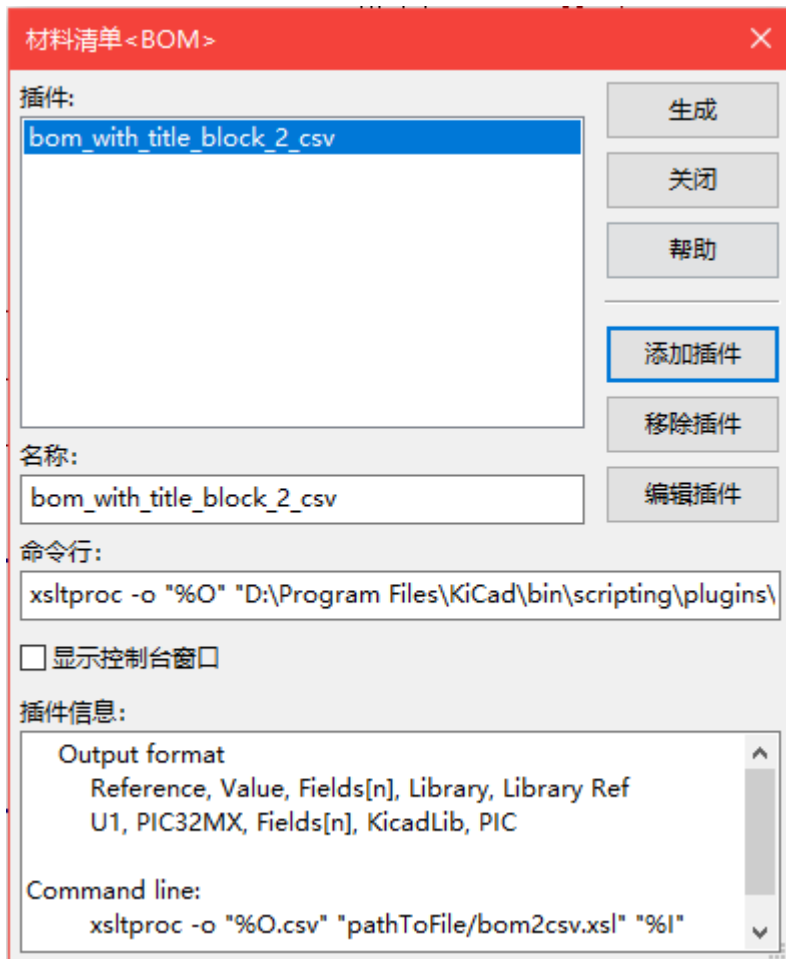 材料清单<BOM>
插件:
生成
bom_with_title_block_2_csv
关闭
帮助
添加插件
移除插件
名称:
bom_with_title_block_2_csv
编辑插件
命令行:
xsltproc -o "%O" "D:\Program Files\KiCad\bin\scripting\plugins\
显示控制台窗口
插件信息:
Output format
Reference, Value, Fields[n], Library, Library Ref
U1, PIC32MX, Fields[n], KicadLib, PIC
Command line:
xsltproc -o "%O.csv" "pathToFile/bom2csv.xsl" "%I"